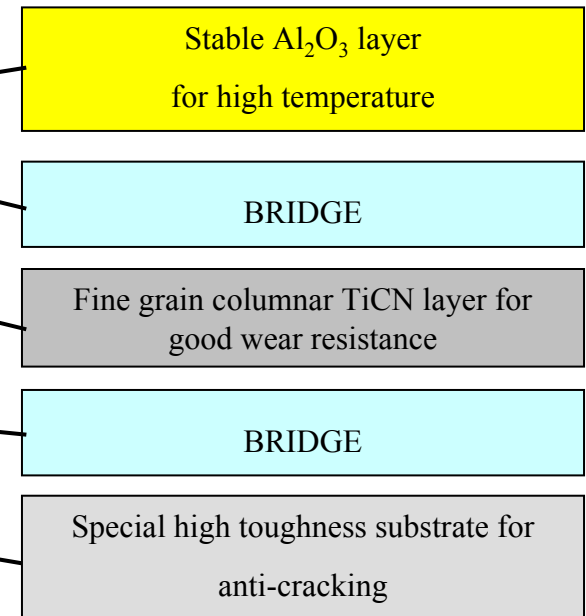 Stable Al₂O₃ layer
for high temperature
BRIDGE
Fine grain columnar TiCN layer for
good wear resistance
BRIDGE
Special high toughness substrate for
anti-cracking